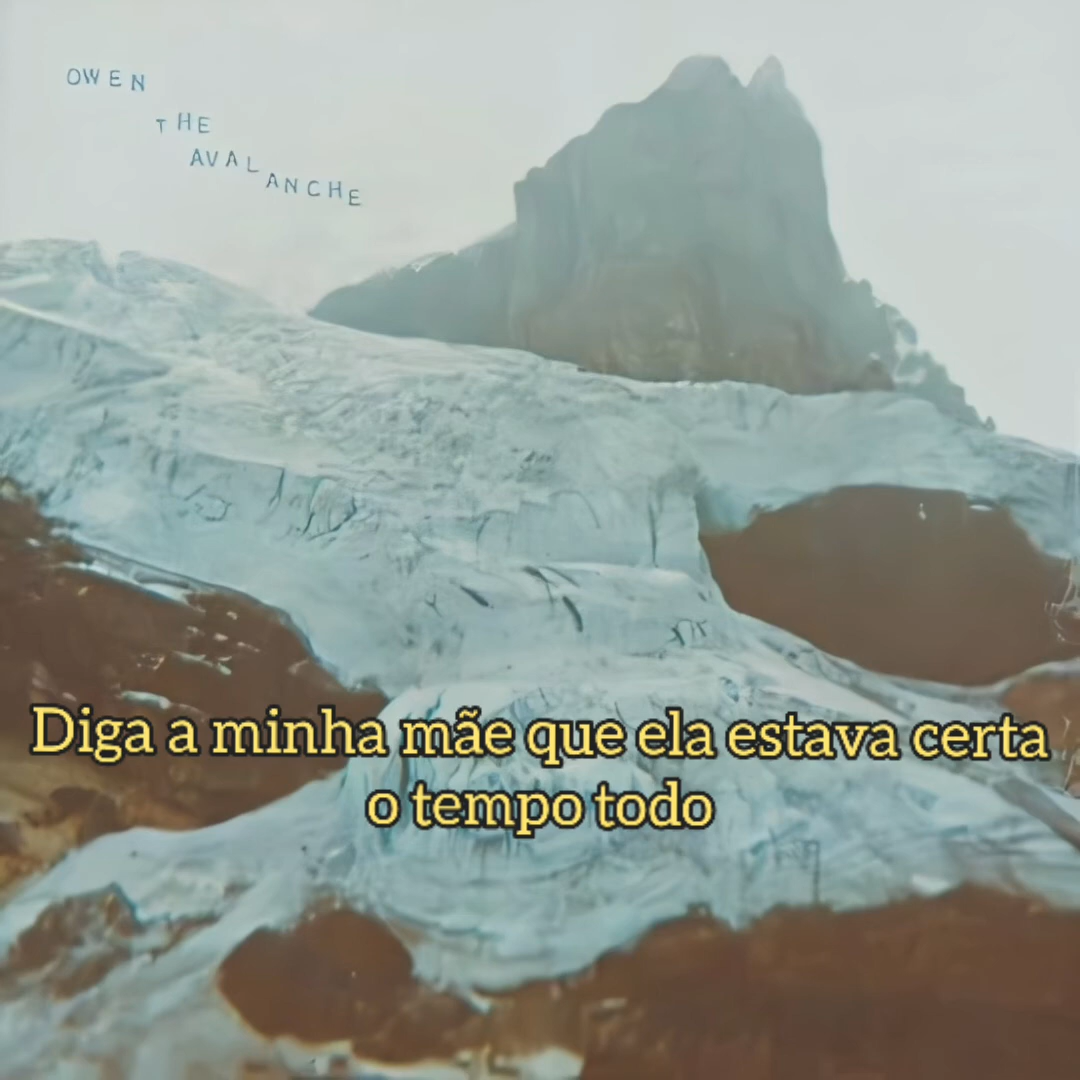 OWEN
THE
AVALANCHE
Diga a minha mãe que ela estava certa
o tempo todo